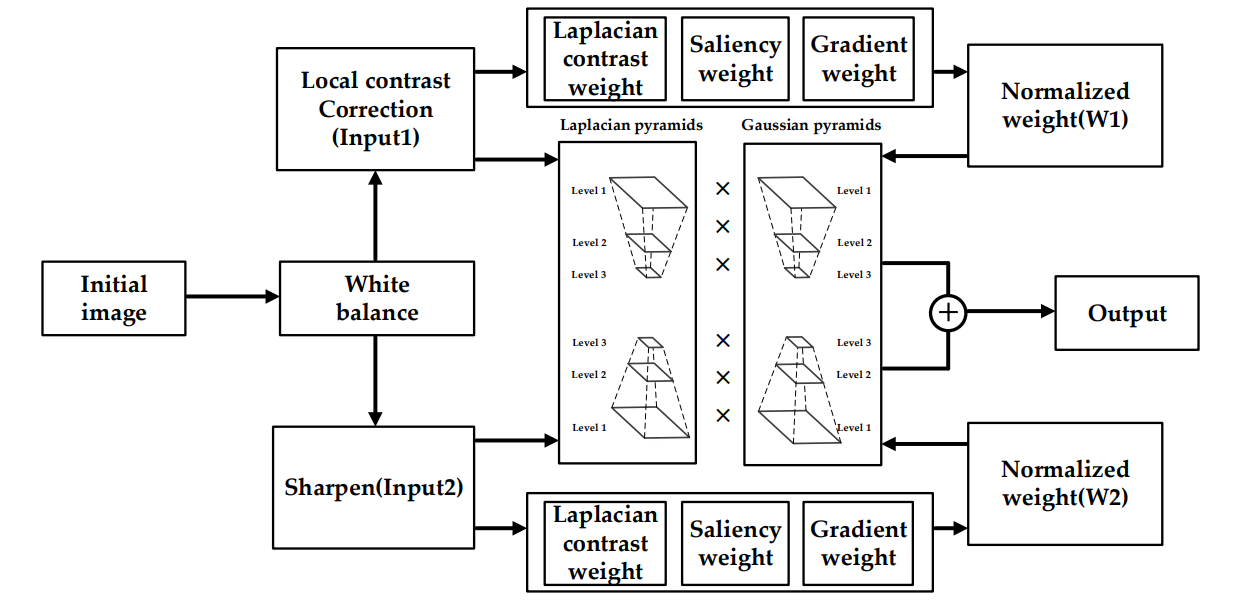 Laplacian
contrast
weight
Saliency
weight
Gradient
weight
Local contrast
Correction
(Input1)
Normalized
weight(W1)
Laplacian pyramids
Gaussian pyramids
Level 1
×
Level 1
×
Level 2
Level 2
×
Level 3
Level 3
Initial
image
White
balance
+
Output
Level 3
×
Level 3
Level 2
×
Level 2
×
Level 1
Level 1
Sharpen(Input2)
Normalized
weight(W2)
Laplacian
contrast
weight
Saliency
weight
Gradient
weight